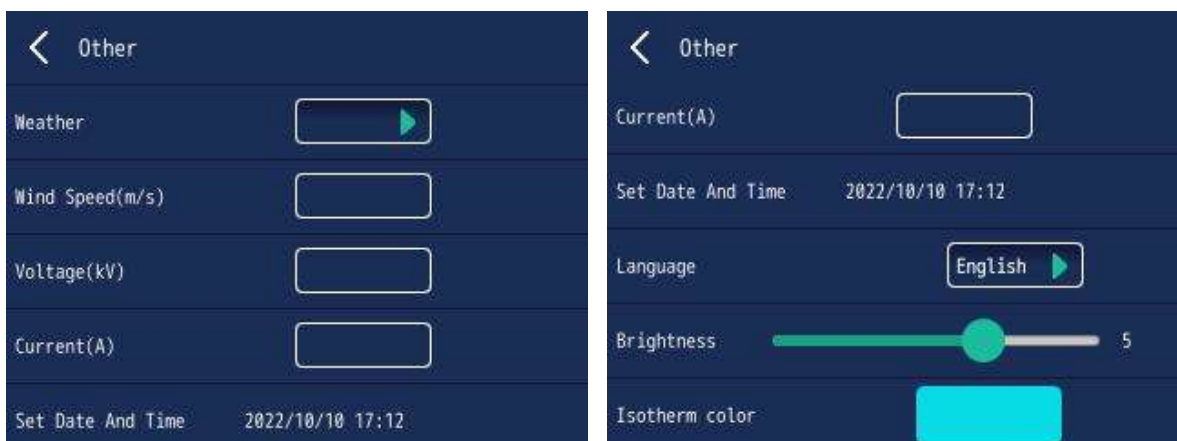 Other
Weather
Wind Speed(m/s)
Voltage(kV)
Current(A)
Set Date And Time 2022/10/10 17:12
Other
Current(A)
Set Date And Time 2022/10/10 17:12
Language English
Brightness 5
Isotherm color